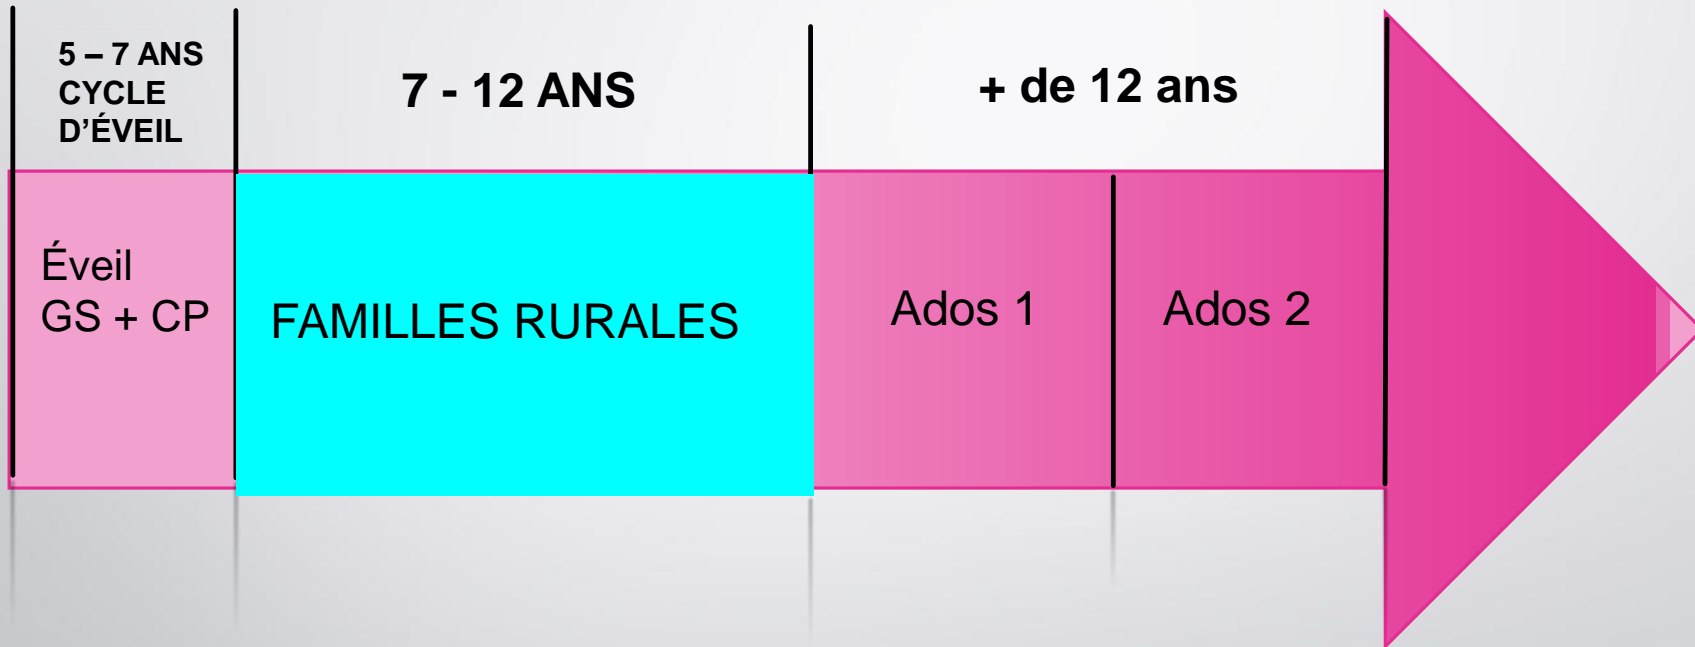 5 – 7 ANS
CYCLE
D’ÉVEIL
7 - 12 ANS
+ de 12 ans
Éveil
GS + CP
FAMILLES RURALES
Ados 1
Ados 2